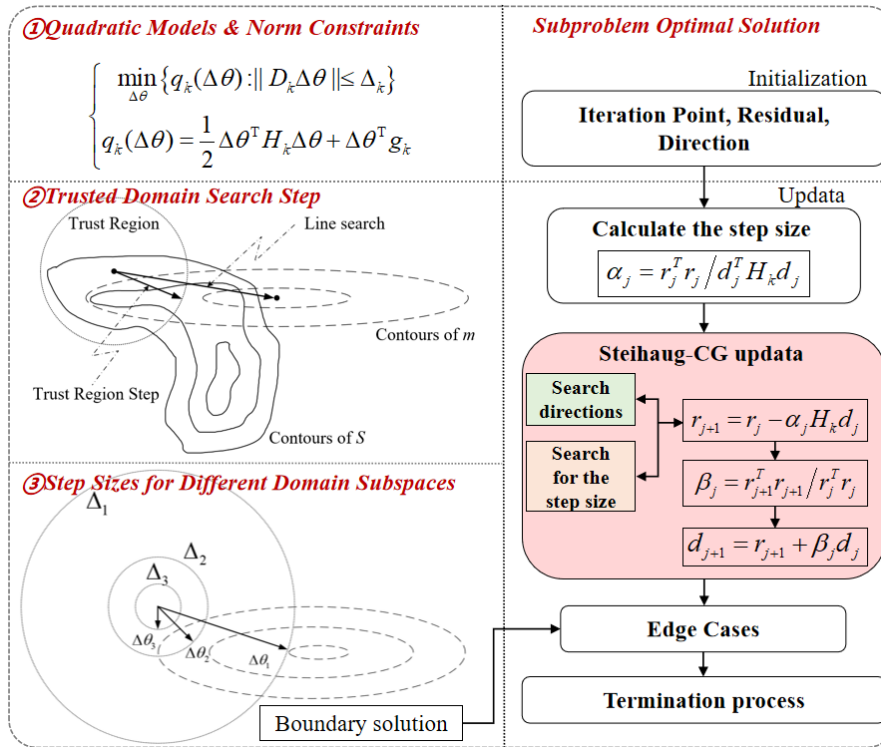 ①Quadratic Models & Norm Constraints
min_{Δθ} {q_k(Δθ):|| D_kΔθ ||≤ Δ_k}
q_k(Δθ) = 1/2 Δθ^T H_kΔθ + Δθ^T g_k
②Trusted Domain Search Step
Trust Region
Line search
Contours of m
Trust Region
Step
Contours of S
③Step Sizes for Different Domain Subspaces
Δ_1
Δ_2
Δ_3
Δθ_3
Δθ_2
Δθ_1
Boundary solution
Subproblem Optimal Solution
Initialization
Iteration Point, Residual,
Direction
Updata
Calculate the step size
α_j = r_j^T r_j / d_j^T H_k d_j
Steihaug-CG updata
Search
directions
Search
for the
step size
r_{j+1} = r_j − α_j H_k d_j
β_j = r_{j+1}^T r_{j+1} / r_j^T r_j
d_{j+1} = r_{j+1} + β_j d_j
Edge Cases
Termination process